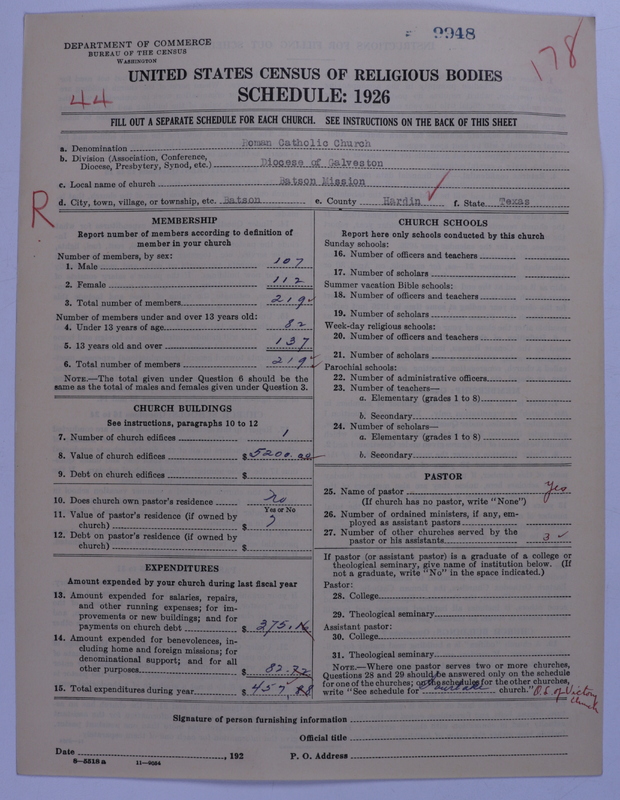 9948
178
DEPARTMENT OF COMMERCE
BUREAU OF THE CENSUS
WASHINGTON
UNITED STATES CENSUS OF RELIGIOUS BODIES
44
SCHEDULE: 1926
FILL OUT A SEPARATE SCHEDULE FOR EACH CHURCH. SEE INSTRUCTIONS ON THE BACK OF THIS SHEET
a. Denomination Roman Catholic Church
b. Division (Association, Conference, Diocese, Presbytery, Synod, etc.) Diocese of Galveston
c. Local name of church Batson Mission
R
d. City, town, village, or township, etc. Batson e. County Hardin f. State Texas
MEMBERSHIP
Report number of members according to definition of
member in your church
Number of members, by sex:
1. Male 107
2. Female 112
3. Total number of members 219
Number of members under and over 13 years old:
4. Under 13 years of age 82
5. 13 years old and over 137
6. Total number of members 219
NOTE.—The total given under Question 6 should be the
same as the total of males and females given under Question 3.
CHURCH BUILDINGS
See instructions, paragraphs 10 to 12
7. Number of church edifices 1
8. Value of church edifices $5200.00
9. Debt on church edifices $
10. Does church own pastor's residence No
Yes or No
11. Value of pastor's residence (if owned by
church) $
12. Debt on pastor's residence (if owned by
church) $
EXPENDITURES
Amount expended by your church during last fiscal year
13. Amount expended for salaries, repairs,
and other running expenses; for im-
provements or new buildings; and for
payments on church debt $ 375.16
14. Amount expended for benevolences, in-
cluding home and foreign missions; for
denominational support; and for all
other purposes $ 82.72
15. Total expenditures during year $ 457.88
CHURCH SCHOOLS
Report here only schools conducted by this church
Sunday schools:
16. Number of officers and teachers
17. Number of scholars
Summer vacation Bible schools:
18. Number of officers and teachers
19. Number of scholars
Week-day religious schools:
20. Number of officers and teachers
21. Number of scholars
Parochial schools:
22. Number of administrative officers
23. Number of teachers—
a. Elementary (grades 1 to 8)
b. Secondary
24. Number of scholars—
a. Elementary (grades 1 to 8)
b. Secondary
PASTOR
25. Name of pastor Yes
(If church has no pastor, write "None")
26. Number of ordained ministers, if any, em-
ployed as assistant pastors
27. Number of other churches served by the
pastor or his assistants 3
If pastor (or assistant pastor) is a graduate of a college or
theological seminary, give name of institution below. (If
not a graduate, write "No" in the space indicated.)
Pastor:
28. College
29. Theological seminary
Assistant pastor:
30. College
31. Theological seminary
NOTE.—Where one pastor serves two or more churches,
Questions 28 and 29 should be answered only on the schedule
for one of the churches; on the schedules for the other churches,
write "See schedule for Sourlake church." O.L. of Victory
Church
Signature of person furnishing information
Official title
Date , 192 P. O. Address
8—5518 a 11—9034